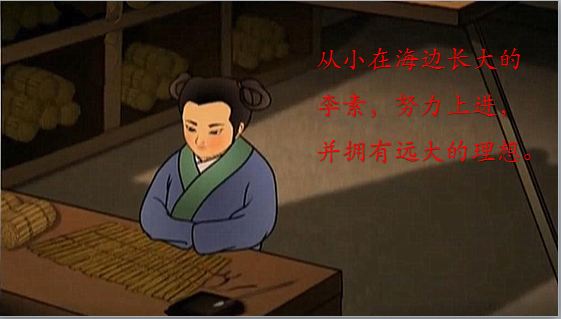 从小在海边长大的
李素，努力上进，
并拥有远大的理想。